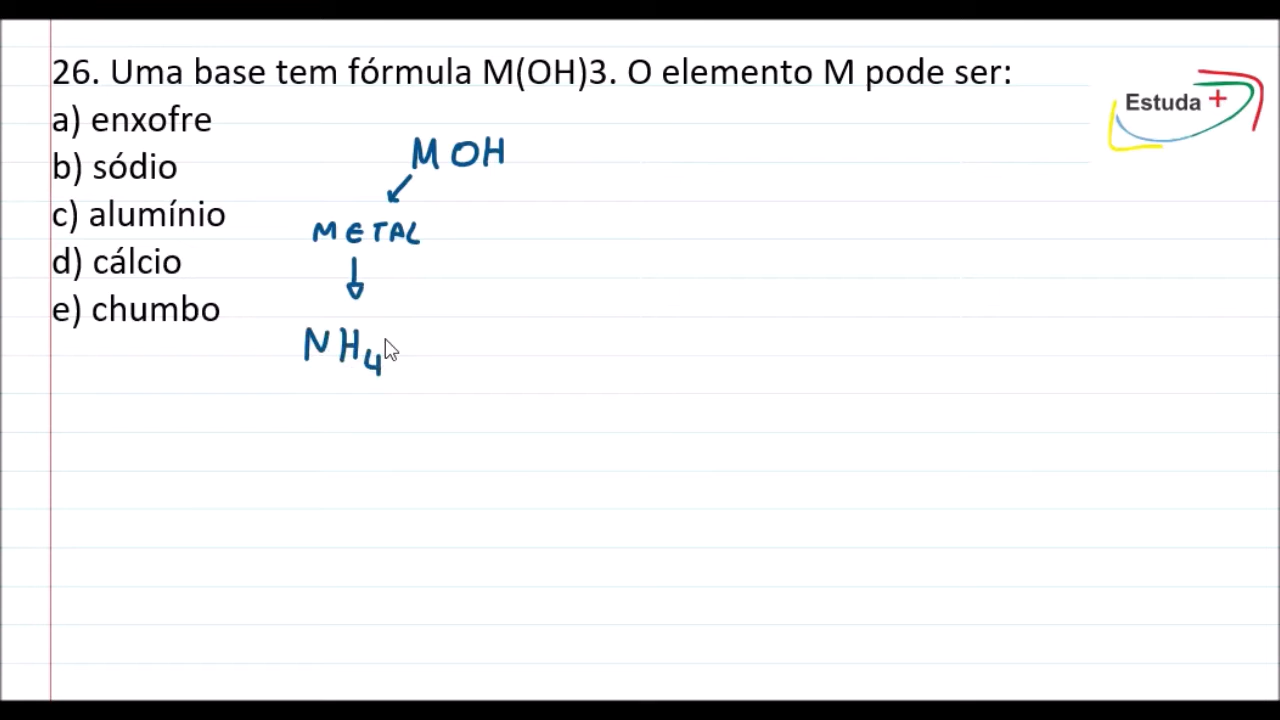 26. Uma base tem fórmula M(OH)3. O elemento M pode ser:
Estuda +
a) enxofre
M OH
b) sódio
c) alumínio
METAL
d) cálcio
e) chumbo
NH4